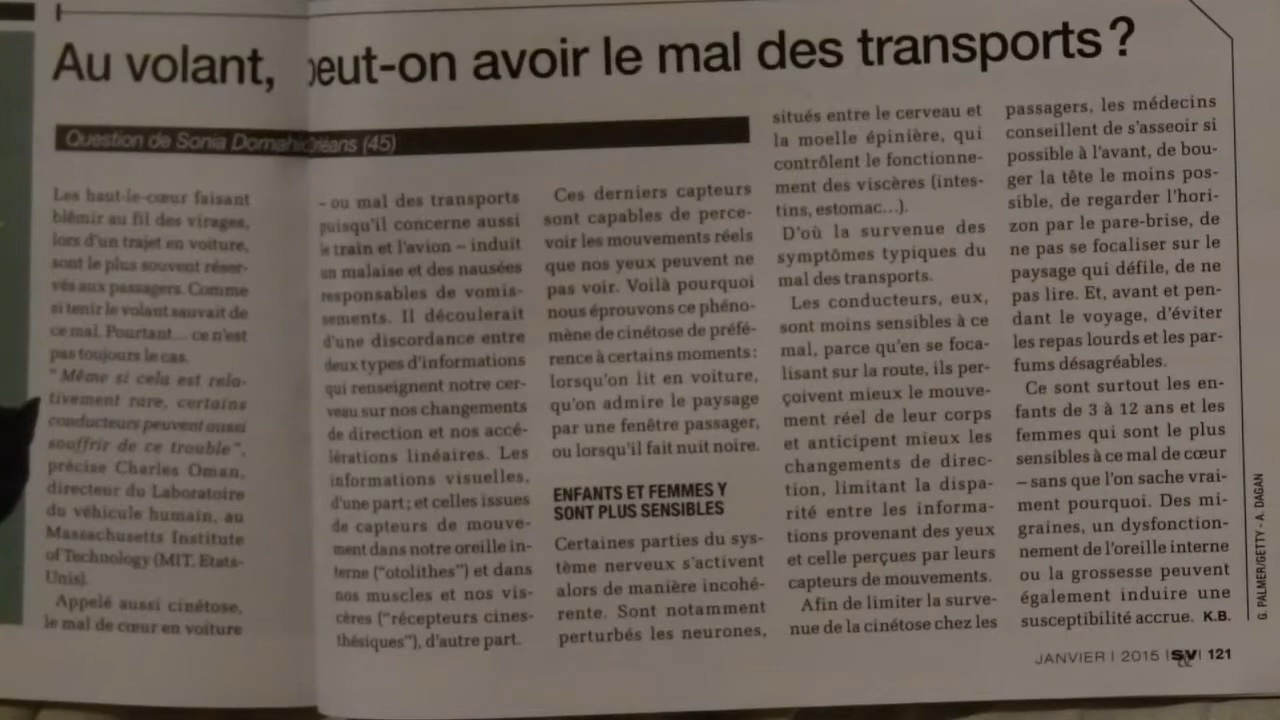 Au volant, peut-on avoir le mal des transports ?
Question de Sonia Domahi Orléans (45)
Les haut-le-cœur faisant
blêmir au fil des virages,
lors d'un trajet en voiture,
sont le plus souvent réser-
vés aux passagers. Comme
si tenir le volant sauvait de
ce mal. Pourtant... ce n'est
pas toujours le cas.
"Même si cela est rela-
tivement rare, certains
conducteurs peuvent aussi
souffrir de ce trouble",
précise Charles Oman,
directeur du Laboratoire
du véhicule humain, au
Massachusetts Institute
of Technology (MIT, Etats-
Unis).
Appelé aussi cinétose,
le mal de cœur en voiture
– ou mal des transports
puisqu'il concerne aussi
le train et l'avion – induit
un malaise et des nausées
responsables de vomis-
sements. Il découlerait
d'une discordance entre
deux types d'informations
qui renseignent notre cer-
veau sur nos changements
de direction et nos accé-
lérations linéaires. Les
informations visuelles,
d'une part ; et celles issues
de capteurs de mouve-
ment dans notre oreille in-
terne ("otolithes") et dans
nos muscles et nos vis-
cères ("récepteurs cines-
thésiques"), d'autre part.
Ces derniers capteurs
sont capables de perce-
voir les mouvements réels
que nos yeux peuvent ne
pas voir. Voilà pourquoi
nous éprouvons ce phéno-
mène de cinétose de préfé-
rence à certains moments :
lorsqu'on lit en voiture,
qu'on admire le paysage
par une fenêtre passager,
ou lorsqu'il fait nuit noire.
ENFANTS ET FEMMES Y
SONT PLUS SENSIBLES
Certaines parties du sys-
tème nerveux s'activent
alors de manière incohé-
rente. Sont notamment
perturbés les neurones,
situés entre le cerveau et
la moelle épinière, qui
contrôlent le fonctionne-
ment des viscères (intes-
tins, estomac...).
D'où la survenue des
symptômes typiques du
mal des transports.
Les conducteurs, eux,
sont moins sensibles à ce
mal, parce qu'en se foca-
lisant sur la route, ils per-
çoivent mieux le mouve-
ment réel de leur corps
et anticipent mieux les
changements de direc-
tion, limitant la dispa-
rité entre les informa-
tions provenant des yeux
et celle perçues par leurs
capteurs de mouvements.
Afin de limiter la surve-
nue de la cinétose chez les
passagers, les médecins
conseillent de s'asseoir si
possible à l'avant, de bou-
ger la tête le moins pos-
sible, de regarder l'hori-
zon par le pare-brise, de
ne pas se focaliser sur le
paysage qui défile, de ne
pas lire. Et, avant et pen-
dant le voyage, d'éviter
les repas lourds et les par-
fums désagréables.
Ce sont surtout les en-
fants de 3 à 12 ans et les
femmes qui sont le plus
sensibles à ce mal de cœur
– sans que l'on sache vrai-
ment pourquoi. Des mi-
graines, un dysfonction-
nement de l'oreille interne
ou la grossesse peuvent
également induire une
susceptibilité accrue. K.B.
G. PALMER/GETTY - A. DAGAN
JANVIER | 2015 | S&V | 121